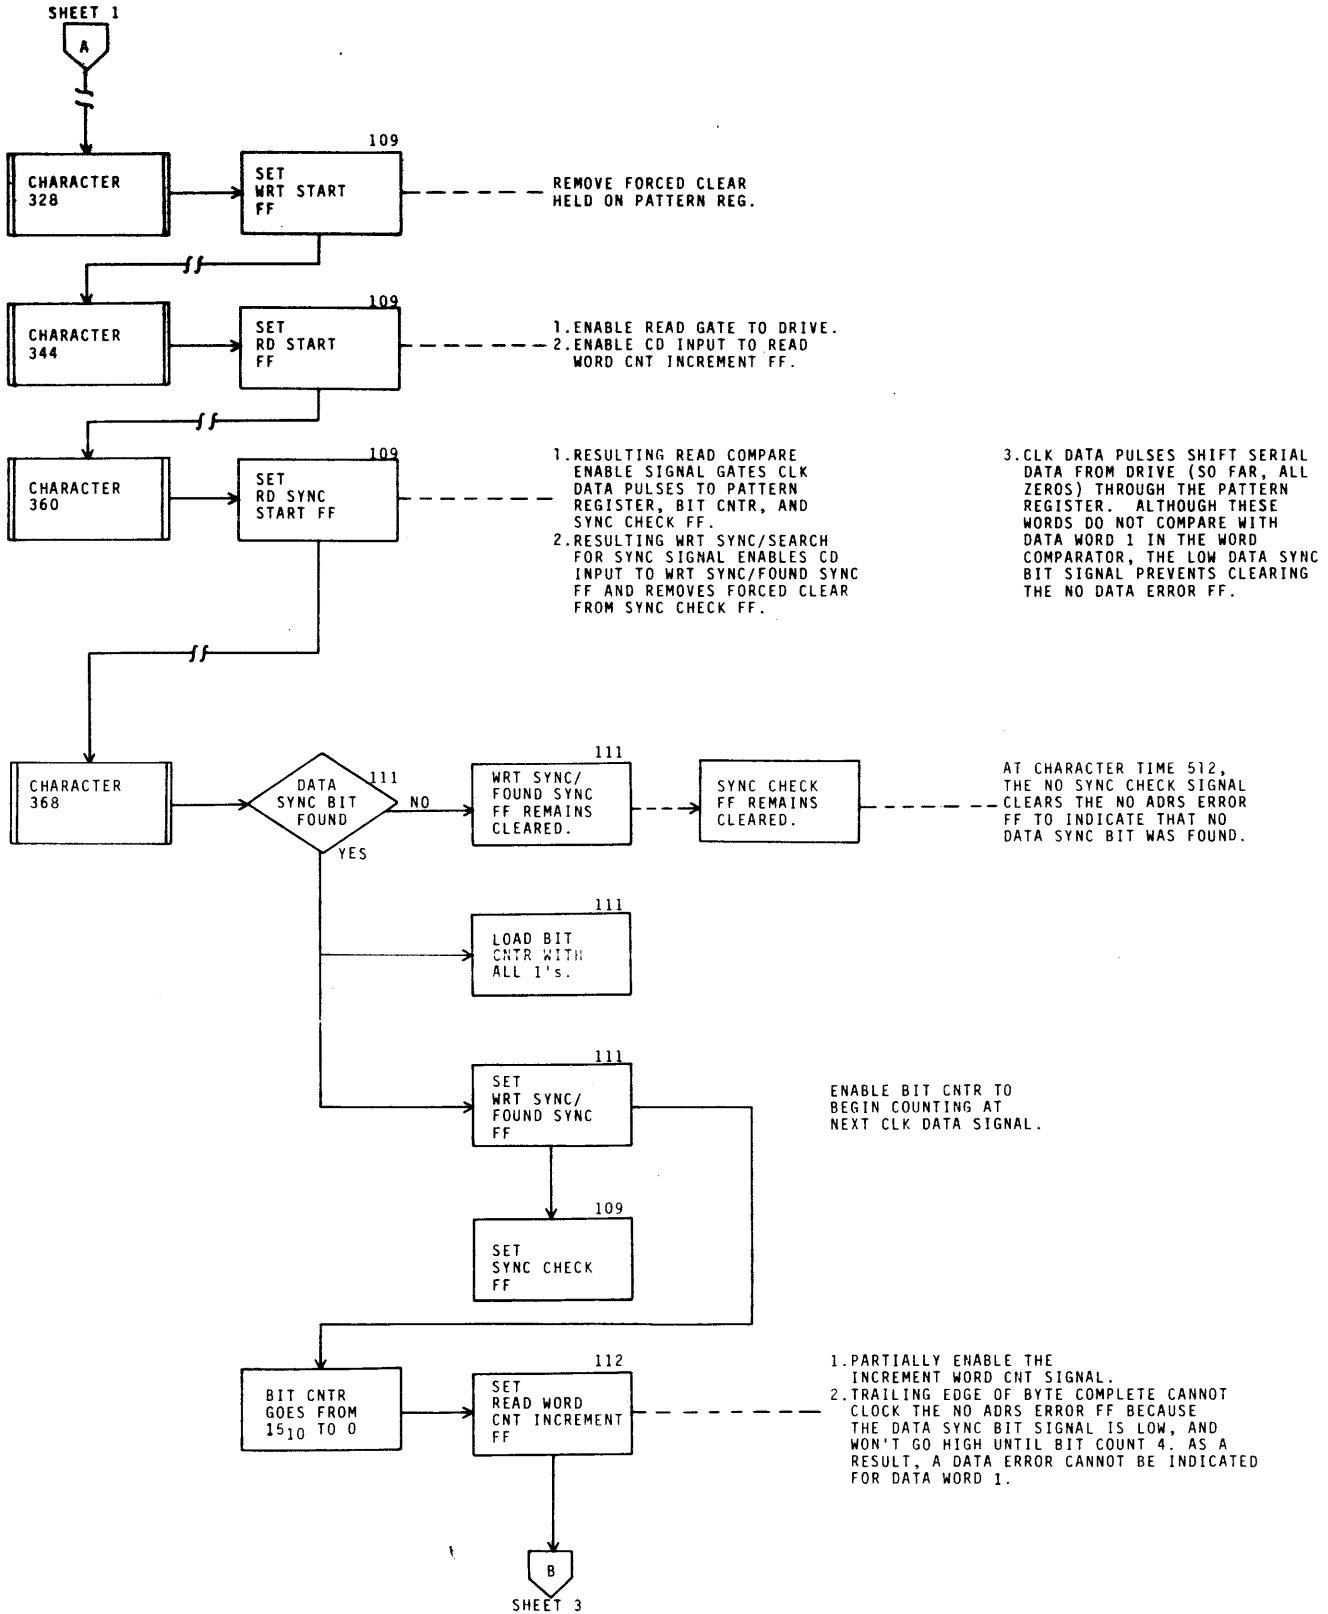 SHEET 1
A
CHARACTER
328
109
SET
WRT START
FF
REMOVE FORCED CLEAR
HELD ON PATTERN REG.
CHARACTER
344
109
SET
RD START
FF
1.ENABLE READ GATE TO DRIVE.
2.ENABLE CD INPUT TO READ
WORD CNT INCREMENT FF.
CHARACTER
360
109
SET
RD SYNC
START FF
1.RESULTING READ COMPARE
ENABLE SIGNAL GATES CLK
DATA PULSES TO PATTERN
REGISTER, BIT CNTR, AND
SYNC CHECK FF.
2.RESULTING WRT SYNC/SEARCH
FOR SYNC SIGNAL ENABLES CD
INPUT TO WRT SYNC/FOUND SYNC
FF AND REMOVES FORCED CLEAR
FROM SYNC CHECK FF.
3.CLK DATA PULSES SHIFT SERIAL
DATA FROM DRIVE (SO FAR, ALL
ZEROS) THROUGH THE PATTERN
REGISTER. ALTHOUGH THESE
WORDS DO NOT COMPARE WITH
DATA WORD 1 IN THE WORD
COMPARATOR, THE LOW DATA SYNC
BIT SIGNAL PREVENTS CLEARING
THE NO DATA ERROR FF.
CHARACTER
368
111
DATA
SYNC BIT
FOUND
NO
YES
111
WRT SYNC/
FOUND SYNC
FF REMAINS
CLEARED.
SYNC CHECK
FF REMAINS
CLEARED.
AT CHARACTER TIME 512,
THE NO SYNC CHECK SIGNAL
CLEARS THE NO ADRS ERROR
FF TO INDICATE THAT NO
DATA SYNC BIT WAS FOUND.
111
LOAD BIT
CNTR WITH
ALL 1's.
111
SET
WRT SYNC/
FOUND SYNC
FF
ENABLE BIT CNTR TO
BEGIN COUNTING AT
NEXT CLK DATA SIGNAL.
109
SET
SYNC CHECK
FF
BIT CNTR
GOES FROM
15₁₀ TO 0
112
SET
READ WORD
CNT INCREMENT
FF
1.PARTIALLY ENABLE THE
INCREMENT WORD CNT SIGNAL.
2.TRAILING EDGE OF BYTE COMPLETE CANNOT
CLOCK THE NO ADRS ERROR FF BECAUSE
THE DATA SYNC BIT SIGNAL IS LOW, AND
WON'T GO HIGH UNTIL BIT COUNT 4. AS A
RESULT, A DATA ERROR CANNOT BE INDICATED
FOR DATA WORD 1.
B
SHEET 3